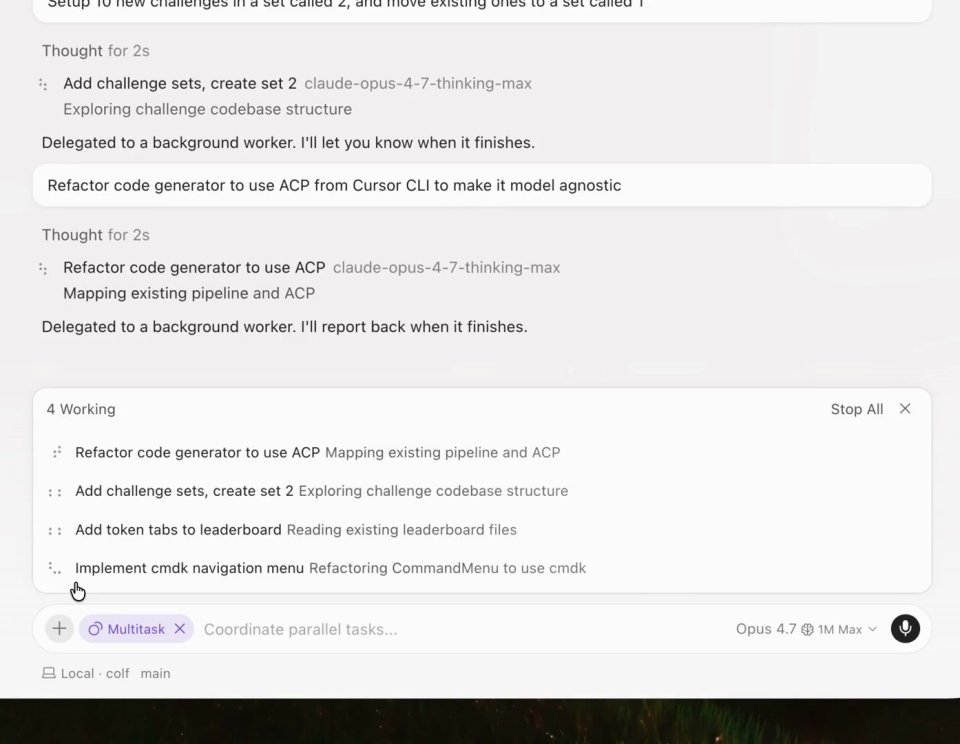 Setup 10 new challenges in a set called 2, and move existing ones to a set called 1
Thought for 2s
Add challenge sets, create set 2 claude-opus-4-7-thinking-max
Exploring challenge codebase structure
Delegated to a background worker. I'll let you know when it finishes.
Refactor code generator to use ACP from Cursor CLI to make it model agnostic
Thought for 2s
Refactor code generator to use ACP claude-opus-4-7-thinking-max
Mapping existing pipeline and ACP
Delegated to a background worker. I'll report back when it finishes.
4 Working Stop All
Refactor code generator to use ACP Mapping existing pipeline and ACP
Add challenge sets, create set 2 Exploring challenge codebase structure
Add token tabs to leaderboard Reading existing leaderboard files
Implement cmdk navigation menu Refactoring CommandMenu to use cmdk
Multitask Coordinate parallel tasks... Opus 4.7 1M Max
Local · colf main